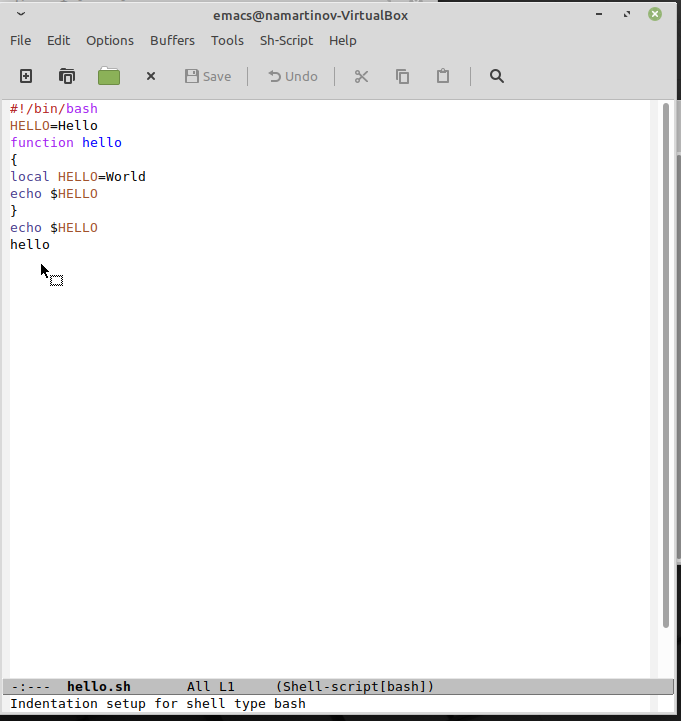 emacs@namartinov-VirtualBox
File Edit Options Buffers Tools Sh-Script Help
Save Undo
#!/bin/bash
HELLO=Hello
function hello
{
local HELLO=World
echo $HELLO
}
echo $HELLO
hello
-:--- hello.sh All L1 (Shell-script[bash])
Indentation setup for shell type bash